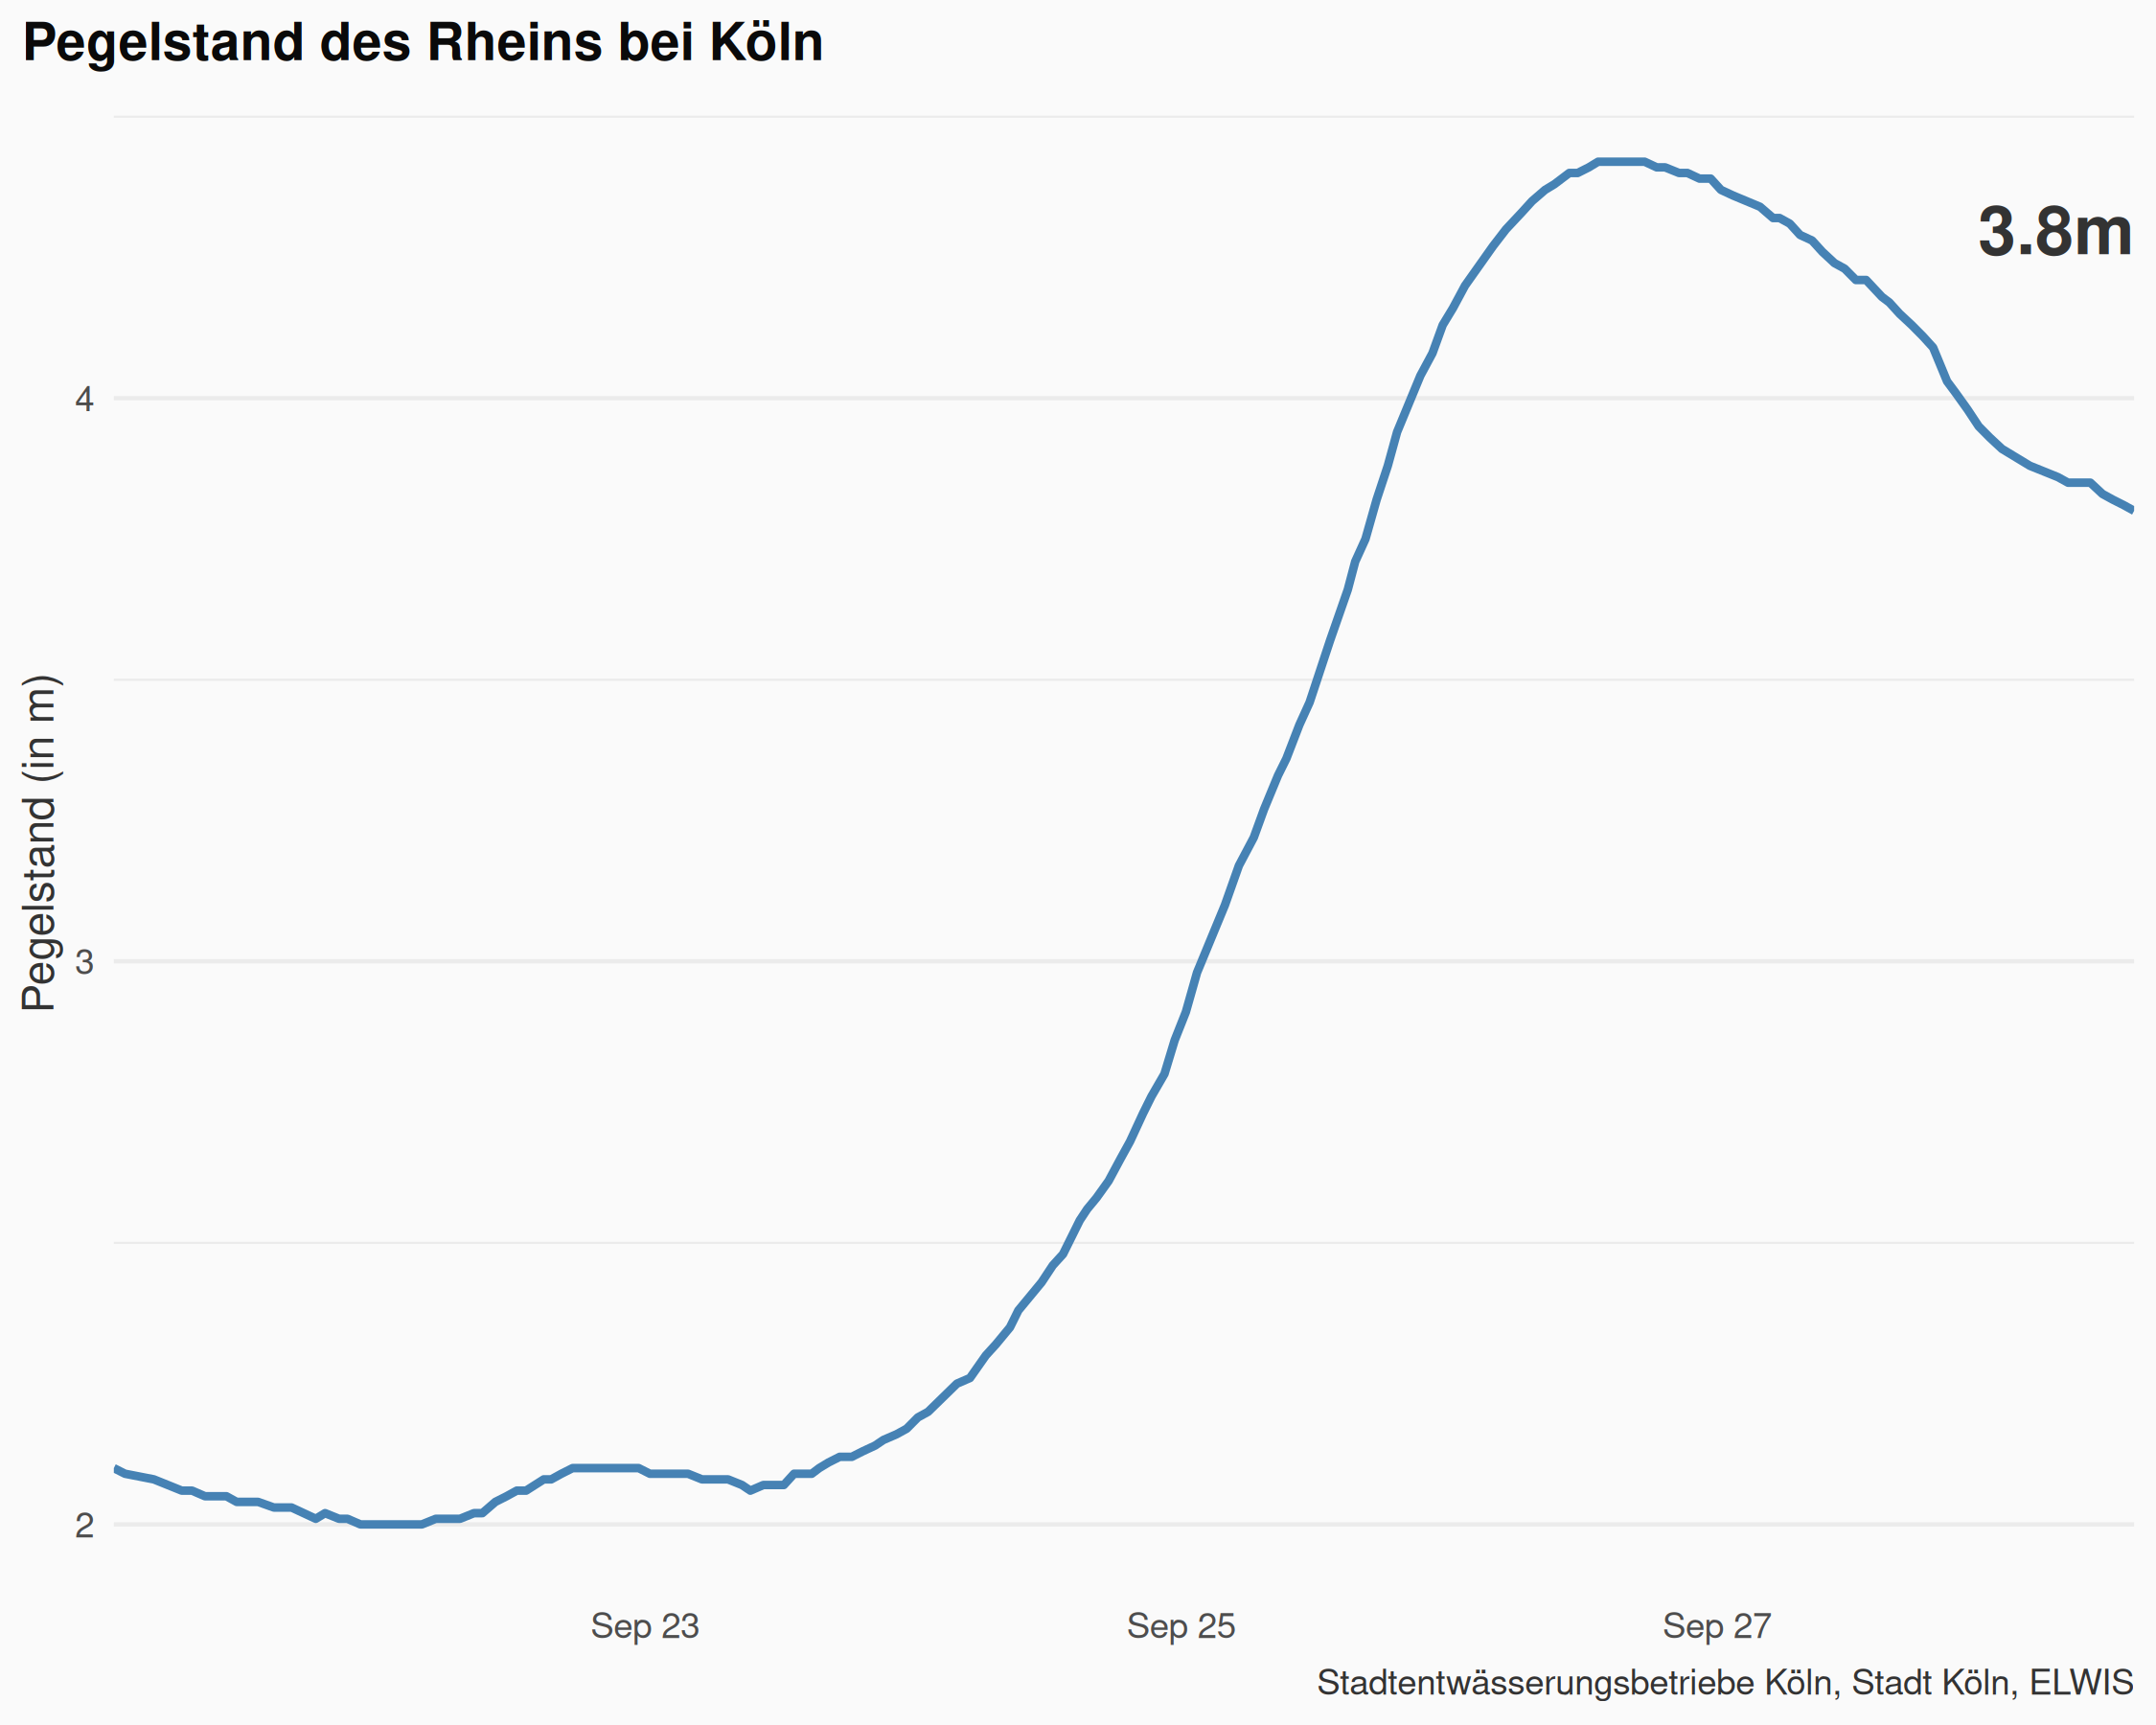 Pegelstand des Rheins bei Köln
3.8m
4
3
2
Pegelstand (in m)
Sep 23
Sep 25
Sep 27
Stadtentwässerungsbetriebe Köln, Stadt Köln, ELWIS